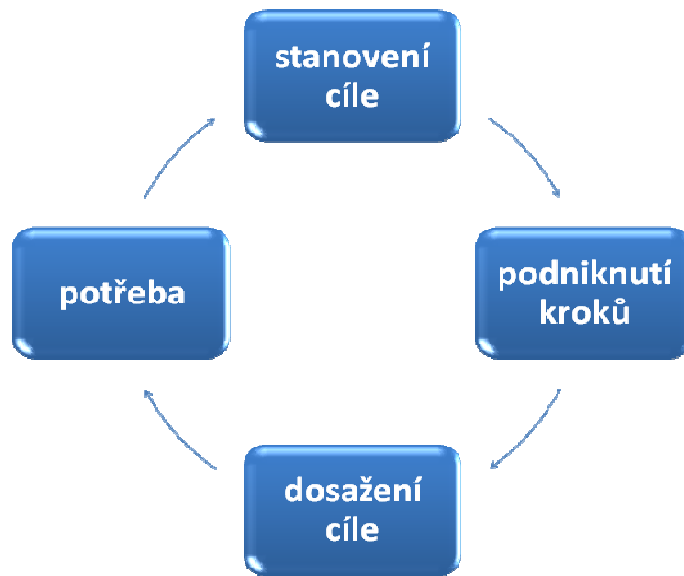 stanovení
cíle
potřeba
podniknutí
kroků
dosažení
cíle